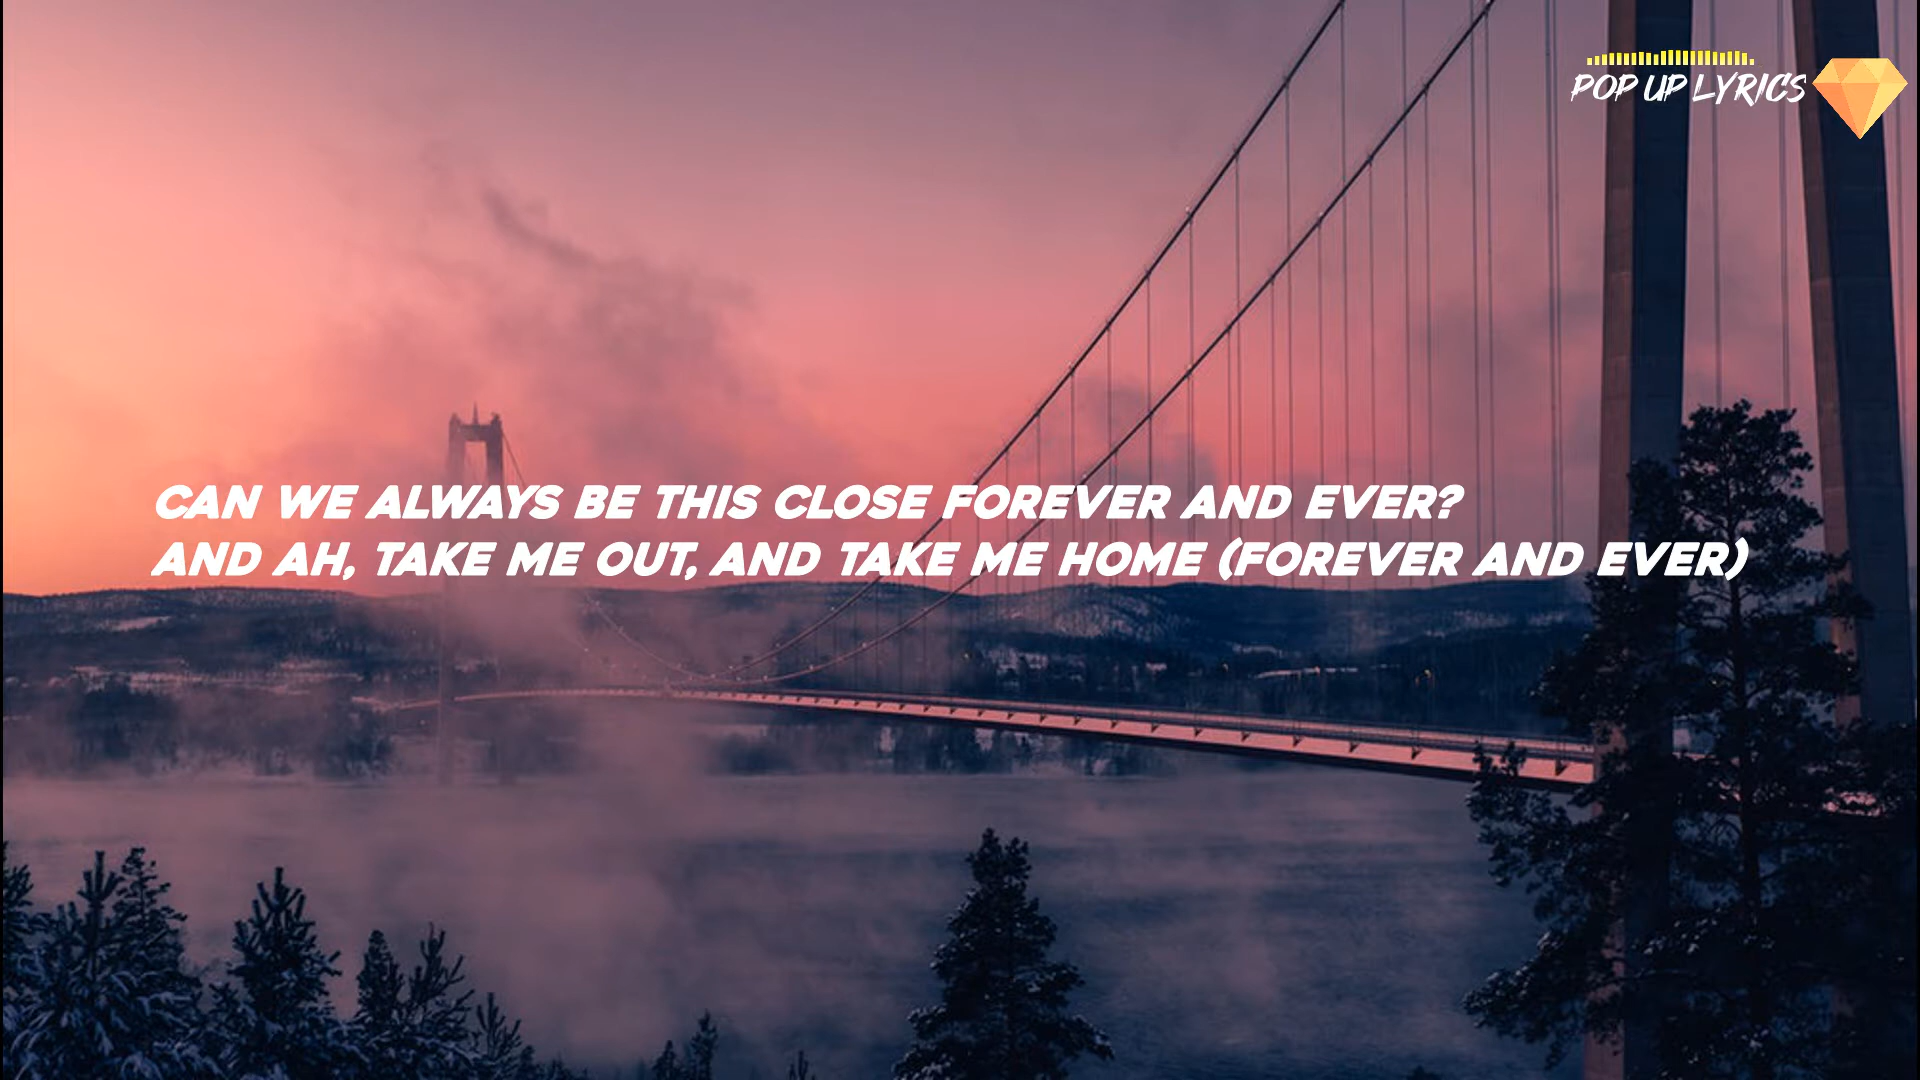 POP UP LYRICS
CAN WE ALWAYS BE THIS CLOSE FOREVER AND EVER?
AND AH, TAKE ME OUT, AND TAKE ME HOME (FOREVER AND EVER)